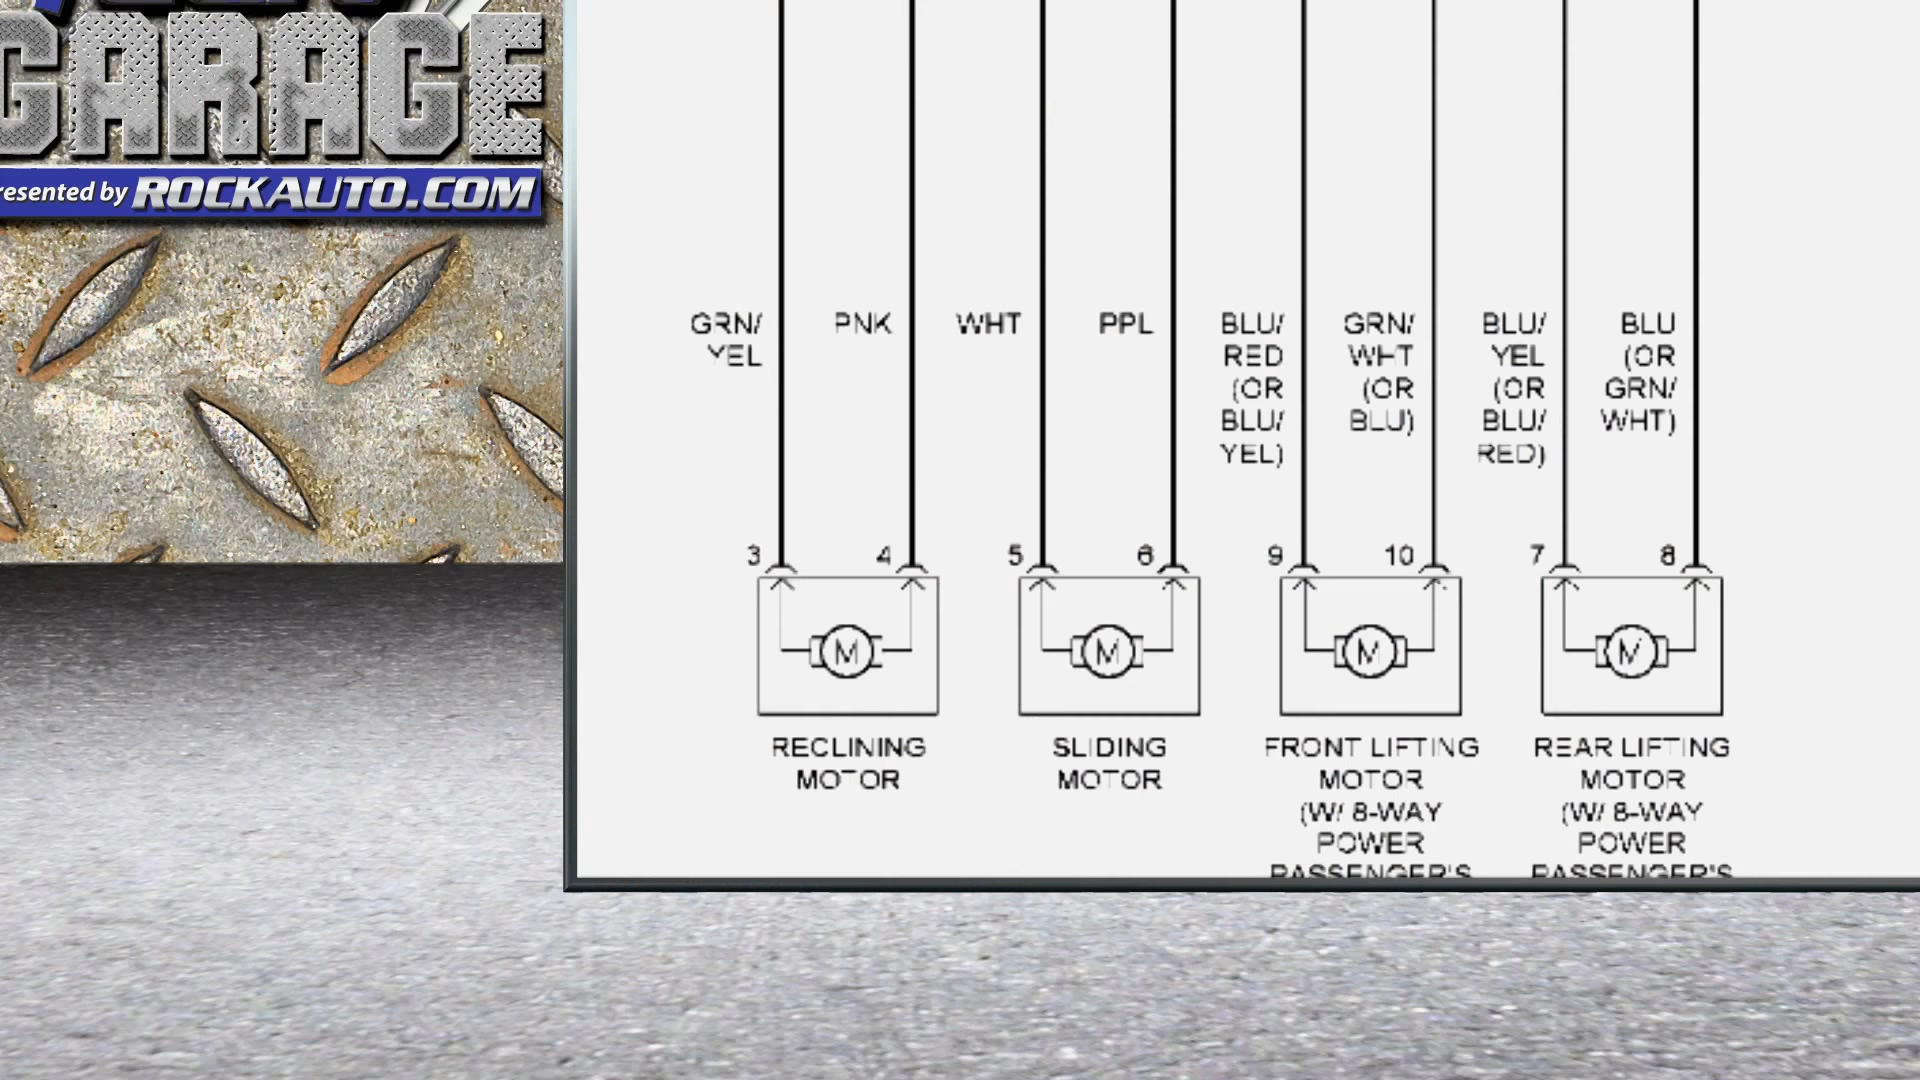 GARAGE
resented by ROCKAUTO.COM
GRN/
YEL
PNK
WHT
PPL
BLU/
RED
(OR
BLU/
YEL)
GRN/
WHT
(OR
BLU)
BLU/
YEL
(OR
BLU/
RED)
BLU
(OR
GRN/
WHT)
3
4
5
6
9
10
7
8
M
M
M
M
RECLINING
MOTOR
SLIDING
MOTOR
FRONT LIFTING
MOTOR
(W/ 8-WAY
POWER
PASSENGER'S
REAR LIFTING
MOTOR
(W/ 8-WAY
POWER
PASSENGER'S